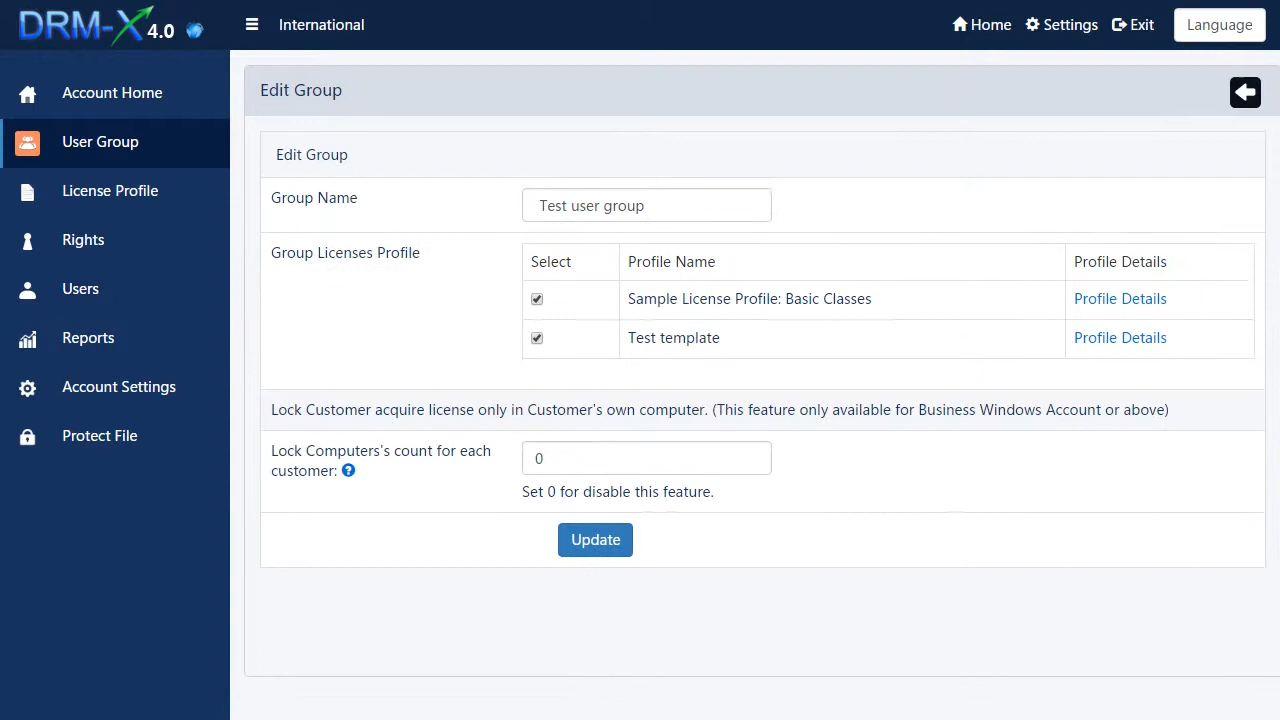 DRM-X 4.0
International
Home
Settings
Exit
Language
Account Home
User Group
License Profile
Rights
Users
Reports
Account Settings
Protect File
Edit Group
Edit Group
Group Name
Test user group
Group Licenses Profile
Select
Profile Name
Profile Details
Sample License Profile: Basic Classes
Profile Details
Test template
Profile Details
Lock Customer acquire license only in Customer's own computer. (This feature only available for Business Windows Account or above)
Lock Computers's count for each
customer: ?
0
Set 0 for disable this feature.
Update